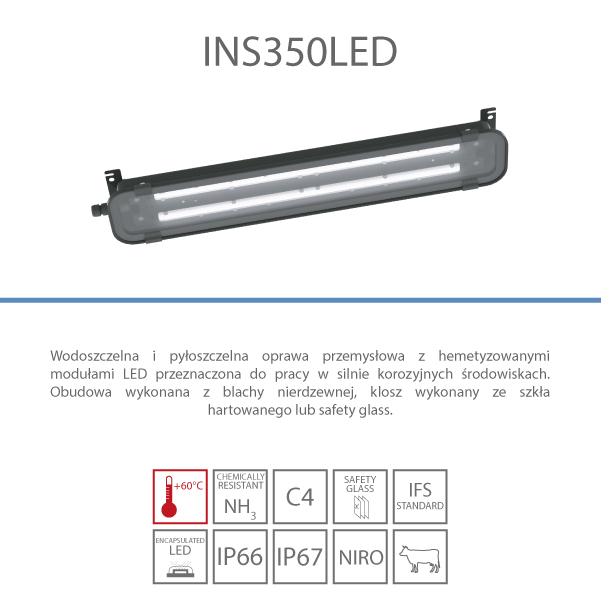 INS350LED
Wodoszczelna i pyłoszczelna oprawa przemysłowa z hemetyzowanymi
modułami LED przeznaczona do pracy w silnie korozyjnych środowiskach.
Obudowa wykonana z blachy nierdzewnej, klosz wykonany ze szkła
hartowanego lub safety glass.
+60°C
CHEMICALLY
RESISTANT
NH3
C4
SAFETY
GLASS
IFS
STANDARD
ENCAPSULATED
LED
IP66
IP67
NIRO